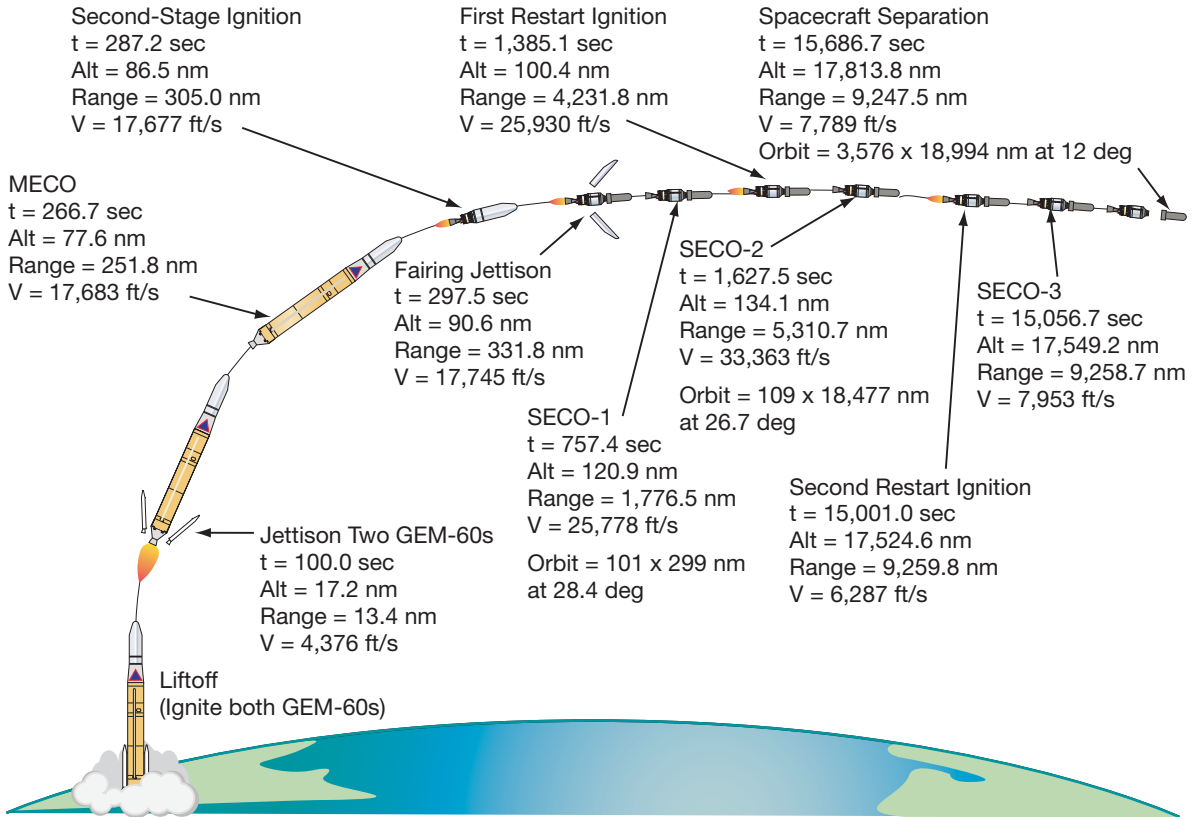 Second-Stage Ignition
t = 287.2 sec
Alt = 86.5 nm
Range = 305.0 nm
V = 17,677 ft/s
First Restart Ignition
t = 1,385.1 sec
Alt = 100.4 nm
Range = 4,231.8 nm
V = 25,930 ft/s
Spacecraft Separation
t = 15,686.7 sec
Alt = 17,813.8 nm
Range = 9,247.5 nm
V = 7,789 ft/s
Orbit = 3,576 x 18,994 nm at 12 deg
MECO
t = 266.7 sec
Alt = 77.6 nm
Range = 251.8 nm
V = 17,683 ft/s
Fairing Jettison
t = 297.5 sec
Alt = 90.6 nm
Range = 331.8 nm
V = 17,745 ft/s
SECO-2
t = 1,627.5 sec
Alt = 134.1 nm
Range = 5,310.7 nm
V = 33,363 ft/s
Orbit = 109 x 18,477 nm
at 26.7 deg
SECO-3
t = 15,056.7 sec
Alt = 17,549.2 nm
Range = 9,258.7 nm
V = 7,953 ft/s
SECO-1
t = 757.4 sec
Alt = 120.9 nm
Range = 1,776.5 nm
V = 25,778 ft/s
Orbit = 101 x 299 nm
at 28.4 deg
Second Restart Ignition
t = 15,001.0 sec
Alt = 17,524.6 nm
Range = 9,259.8 nm
V = 6,287 ft/s
Jettison Two GEM-60s
t = 100.0 sec
Alt = 17.2 nm
Range = 13.4 nm
V = 4,376 ft/s
Liftoff
(Ignite both GEM-60s)